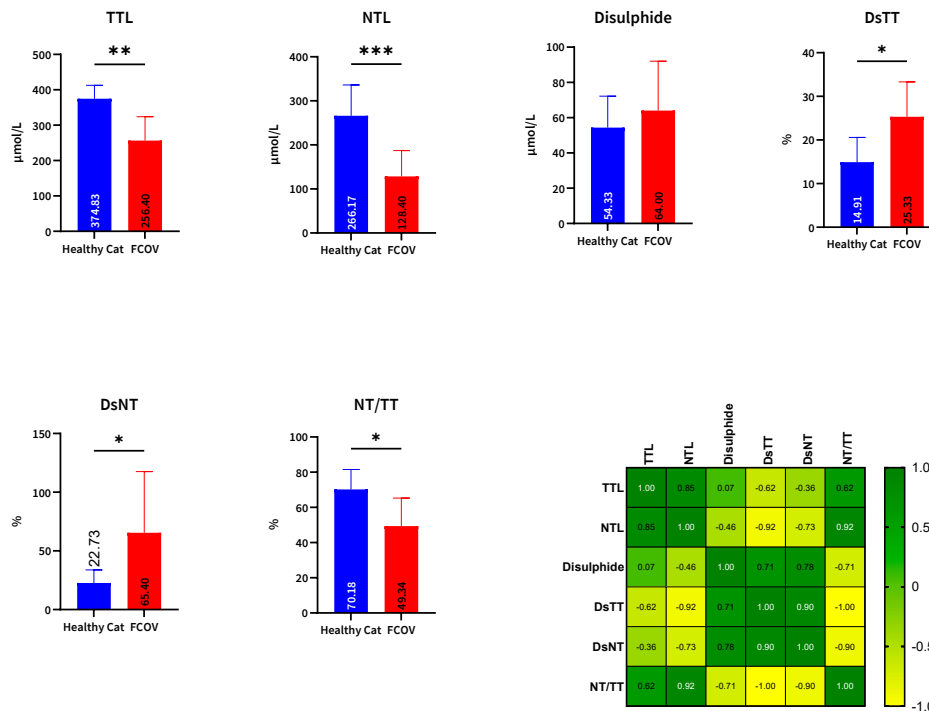 TTL
**
500
400
300
200
100
0
µmol/L
374.83
256.40
Healthy Cat FCOV
NTL
***
400
300
200
100
0
µmol/L
266.17
128.40
Healthy Cat FCOV
Disulphide
100
80
60
40
20
0
µmol/L
54.33
64.00
Healthy Cat FCOV
DsTT
*
40
30
20
10
0
%
14.91
25.33
Healthy Cat FCOV
DsNT
*
150
100
50
0
%
22.73
65.40
Healthy Cat FCOV
NT/TT
*
100
80
60
40
20
0
%
70.18
49.34
Healthy Cat FCOV
TTL NTL Disulphide DsTT DsNT NT/TT
TTL 1.00 0.85 0.07 -0.62 -0.36 0.62
NTL 0.85 1.00 -0.46 -0.92 -0.73 0.92
Disulphide 0.07 -0.46 1.00 0.71 0.78 -0.71
DsTT -0.62 -0.92 0.71 1.00 0.90 -1.00
DsNT -0.36 -0.73 0.78 0.90 1.00 -0.90
NT/TT 0.62 0.92 -0.71 -1.00 -0.90 1.00
1.0
0.5
0
-0.5
-1.0